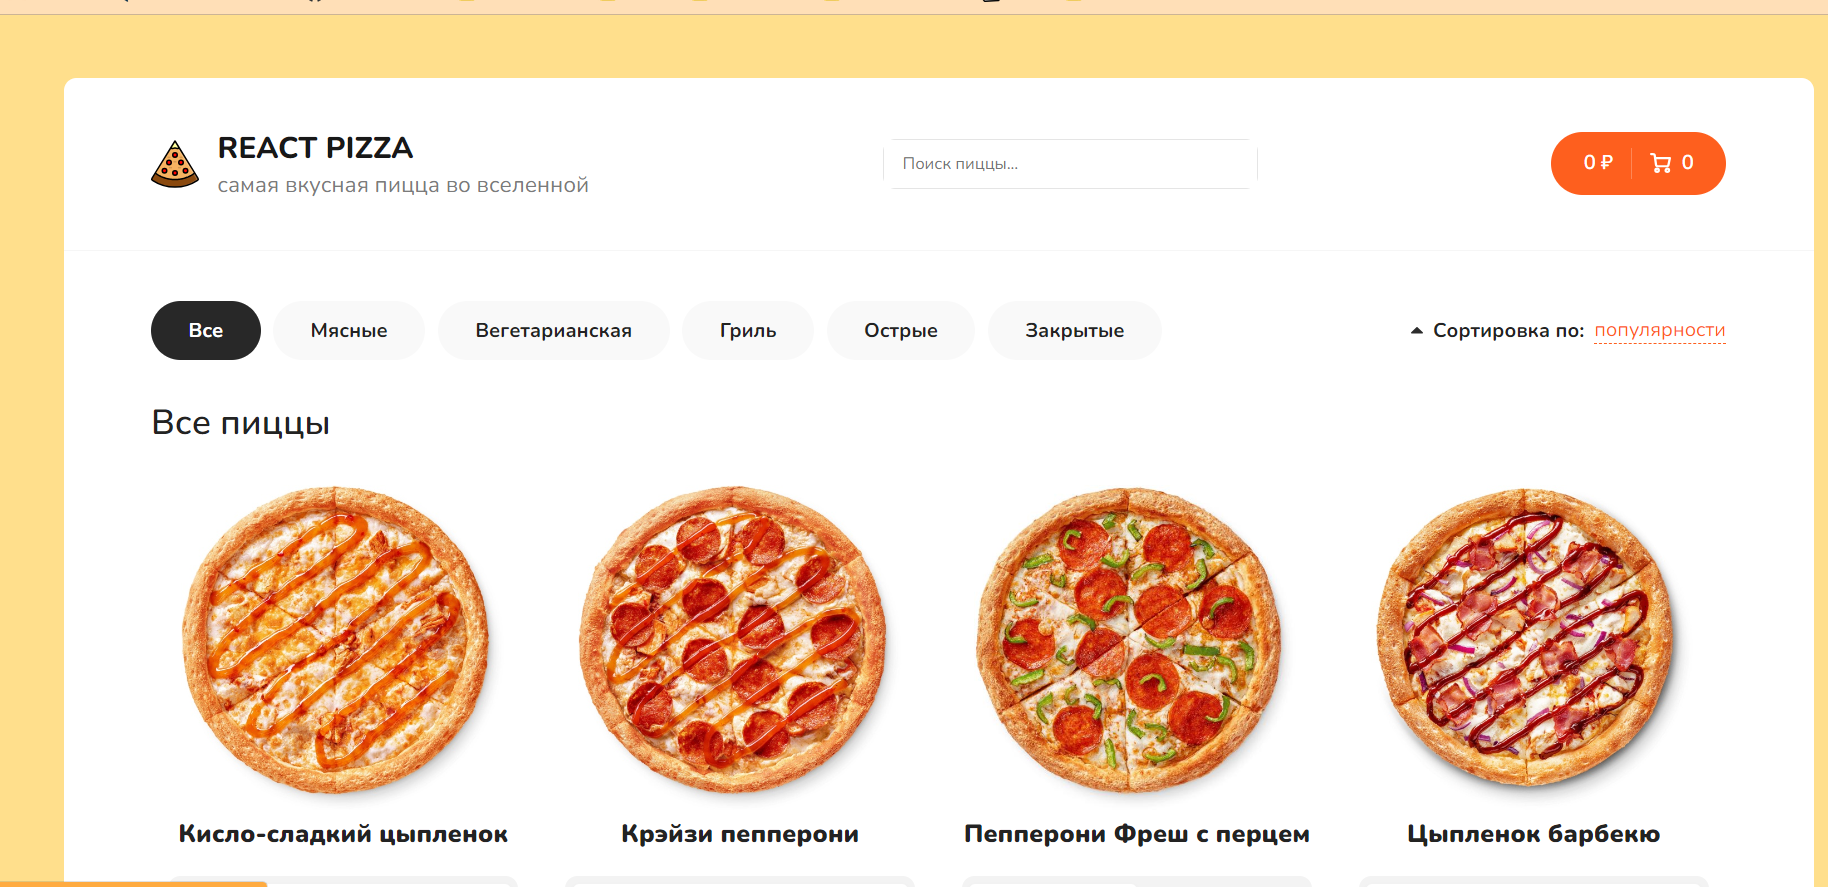 REACT PIZZA
самая вкусная пицца во вселенной
Поиск пиццы...
0 ₽
0
Все
Мясные
Вегетарианская
Гриль
Острые
Закрытые
Сортировка по: популярности
Все пиццы
Кисло-сладкий цыпленок
Крэйзи пепперони
Пепперони Фреш с перцем
Цыпленок барбекю